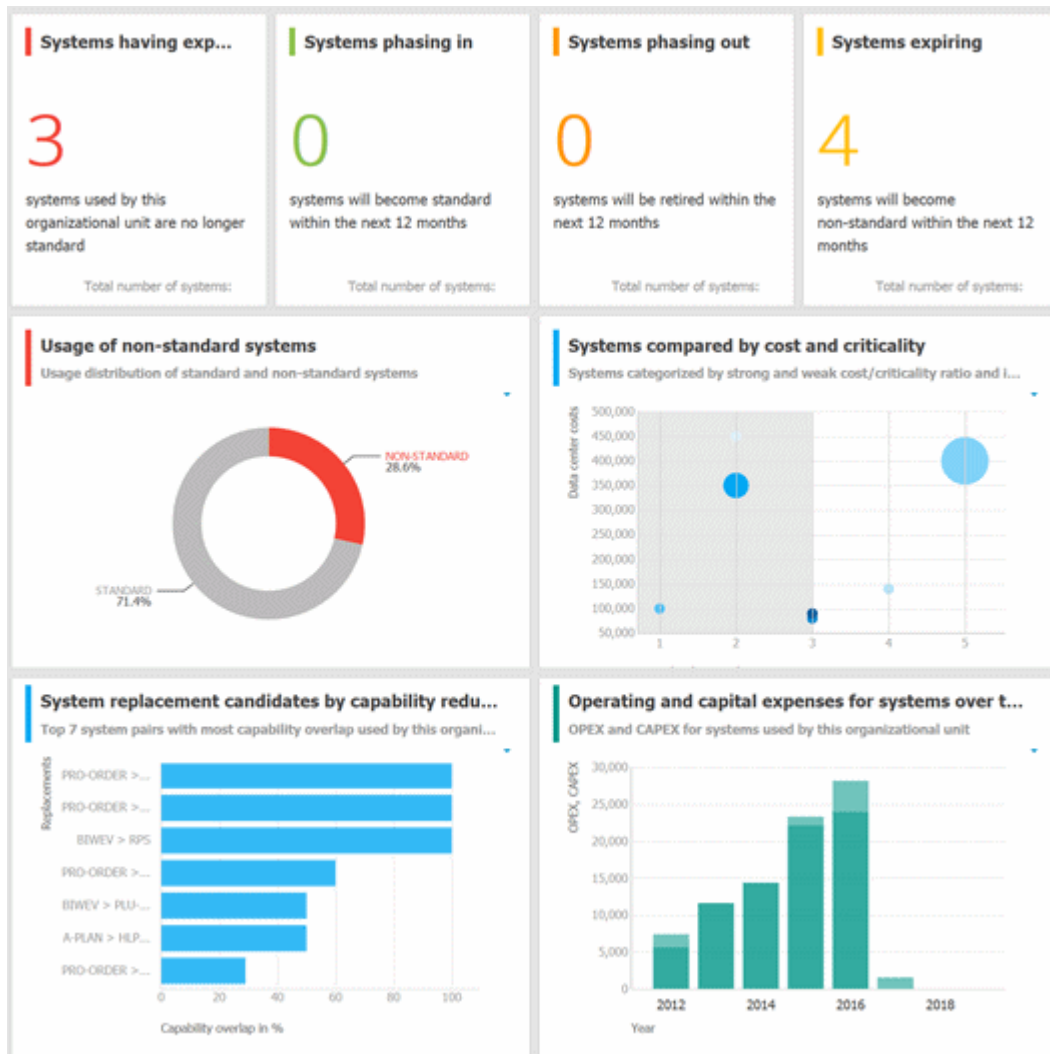 Systems having exp...
3
systems used by this
organizational unit are no longer
standard
Total number of systems:
Systems phasing in
0
systems will become standard
within the next 12 months
Total number of systems:
Systems phasing out
0
systems will be retired within the
next 12 months
Total number of systems:
Systems expiring
4
systems will become
non-standard within the next 12
months
Total number of systems:
Usage of non-standard systems
Usage distribution of standard and non-standard systems
NON-STANDARD
28.6%
STANDARD
71.4%
Systems compared by cost and criticality
Systems categorized by strong and weak cost/criticality ratio and i...
Data center costs
500,000
450,000
400,000
350,000
300,000
250,000
200,000
150,000
100,000
50,000
1 2 3 4 5
System replacement candidates by capability redu...
Top 7 system pairs with most capability overlap used by this organi...
Replacements
PRO-ORDER >...
PRO-ORDER >...
BIWEV > RPS
PRO-ORDER >...
BIWEV > PLU-...
A-PLAN > HLP...
PRO-ORDER >...
0 20 40 60 80 100
Capability overlap in %
Operating and capital expenses for systems over t...
OPEX and CAPEX for systems used by this organizational unit
OPEX, CAPEX
30,000
25,000
20,000
15,000
10,000
5,000
0
2012 2014 2016 2018
Year